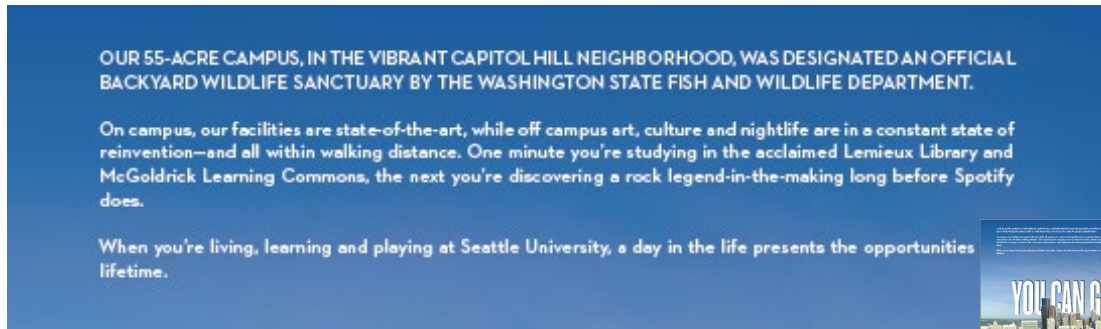 OUR 55-ACRE CAMPUS, IN THE VIBRANT CAPITOL HILL NEIGHBORHOOD, WAS DESIGNATED AN OFFICIAL
BACKYARD WILDLIFE SANCTUARY BY THE WASHINGTON STATE FISH AND WILDLIFE DEPARTMENT.
On campus, our facilities are state-of-the-art, while off campus art, culture and nightlife are in a constant state of
reinvention—and all within walking distance. One minute you're studying in the acclaimed Lemieux Library and
McGoldrick Learning Commons, the next you're discovering a rock legend-in-the-making long before Spotify
does.
When you're living, learning and playing at Seattle University, a day in the life presents the opportunities
lifetime.
YOU CAN G